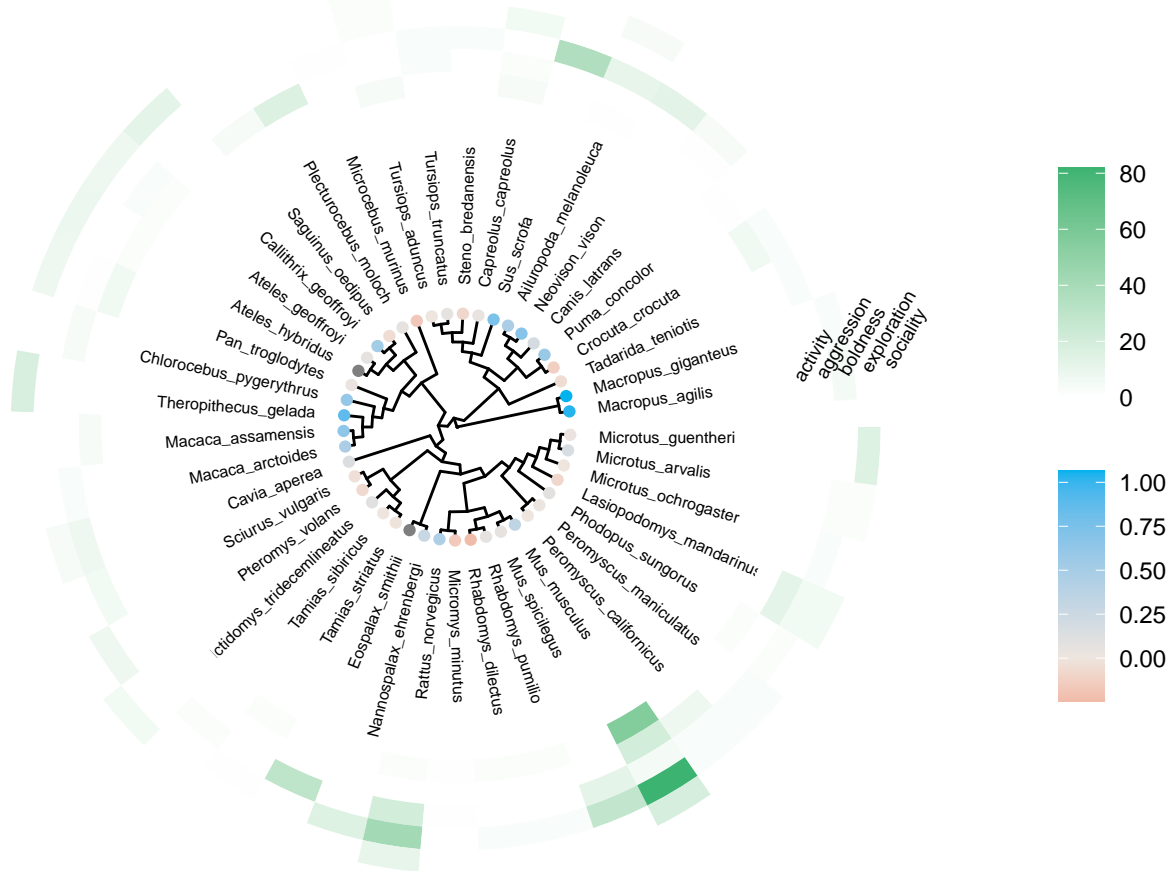 Plecturocebus_moloch
Microcebus_murinus
Tursiops_aduncus
Tursiops_truncatus
Steno_bredanensis
Capreolus_capreolus
Sus_scrofa
Ailuropoda_melanoleuca
Neovison_vison
Canis_latrans
Puma_concolor
Crocuta_crocuta
Tadarida_teniotis
Macropus_giganteus
Macropus_agilis
Microtus_guentheri
Microtus_arvalis
Microtus_ochrogaster
Lasiopodomys_mandarinus
Phodopus_sungorus
Peromyscus_maniculatus
Peromyscus_californicus
Mus_musculus
Mus_spicilegus
Rhabdomys_pumilio
Rhabdomys_dilectus
Micromys_minutus
Rattus_norvegicus
Nannospalax_ehrenbergi
Eospalax_smithii
Tamias_striatus
Tamias_sibiricus
ctidomys_tridecemlineatus
Pteromys_volans
Sciurus_vulgaris
Cavia_aperea
Macaca_arctoides
Macaca_assamensis
Theropithecus_gelada
Chlorocebus_pygerythrus
Pan_troglodytes
Ateles_hybridus
Ateles_geoffroyi
Callithrix_geoffroyi
Saguinus_oedipus
activity
aggression
boldness
exploration
sociality
80
60
40
20
0
1.00
0.75
0.50
0.25
0.00